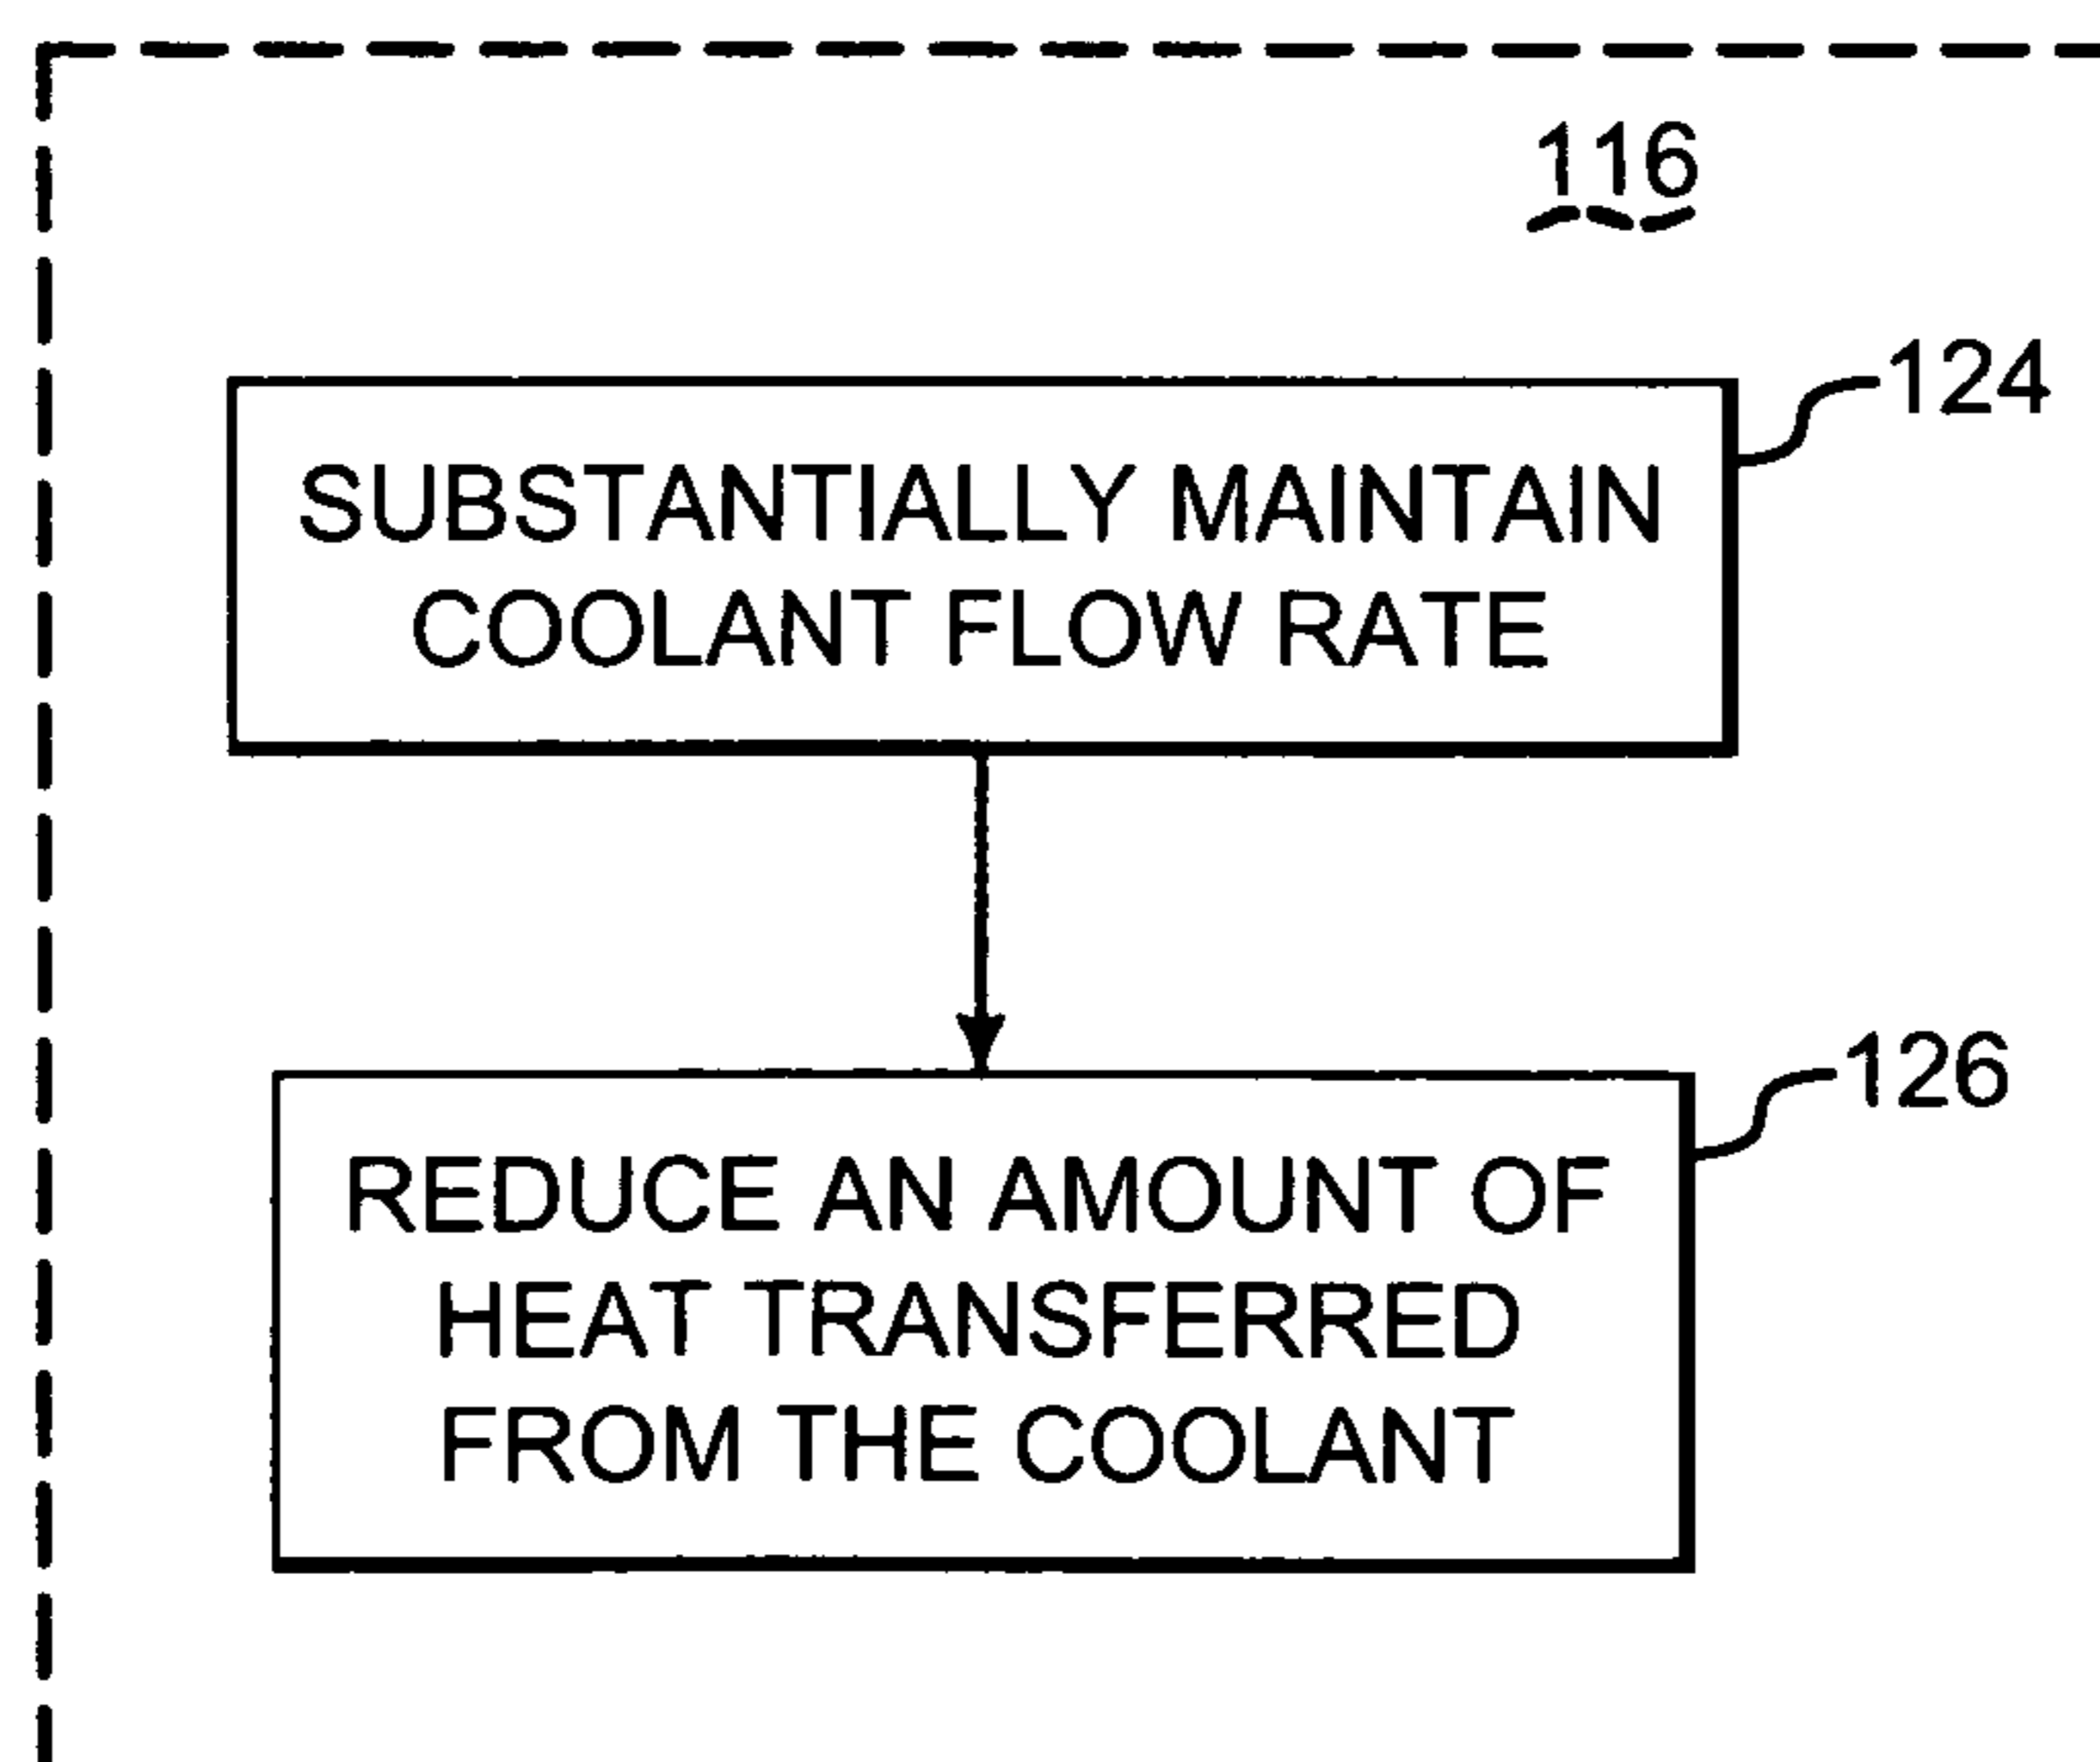 116
124
SUBSTANTIALLY MAINTAIN
COOLANT FLOW RATE
126
REDUCE AN AMOUNT OF
HEAT TRANSFERRED
FROM THE COOLANT